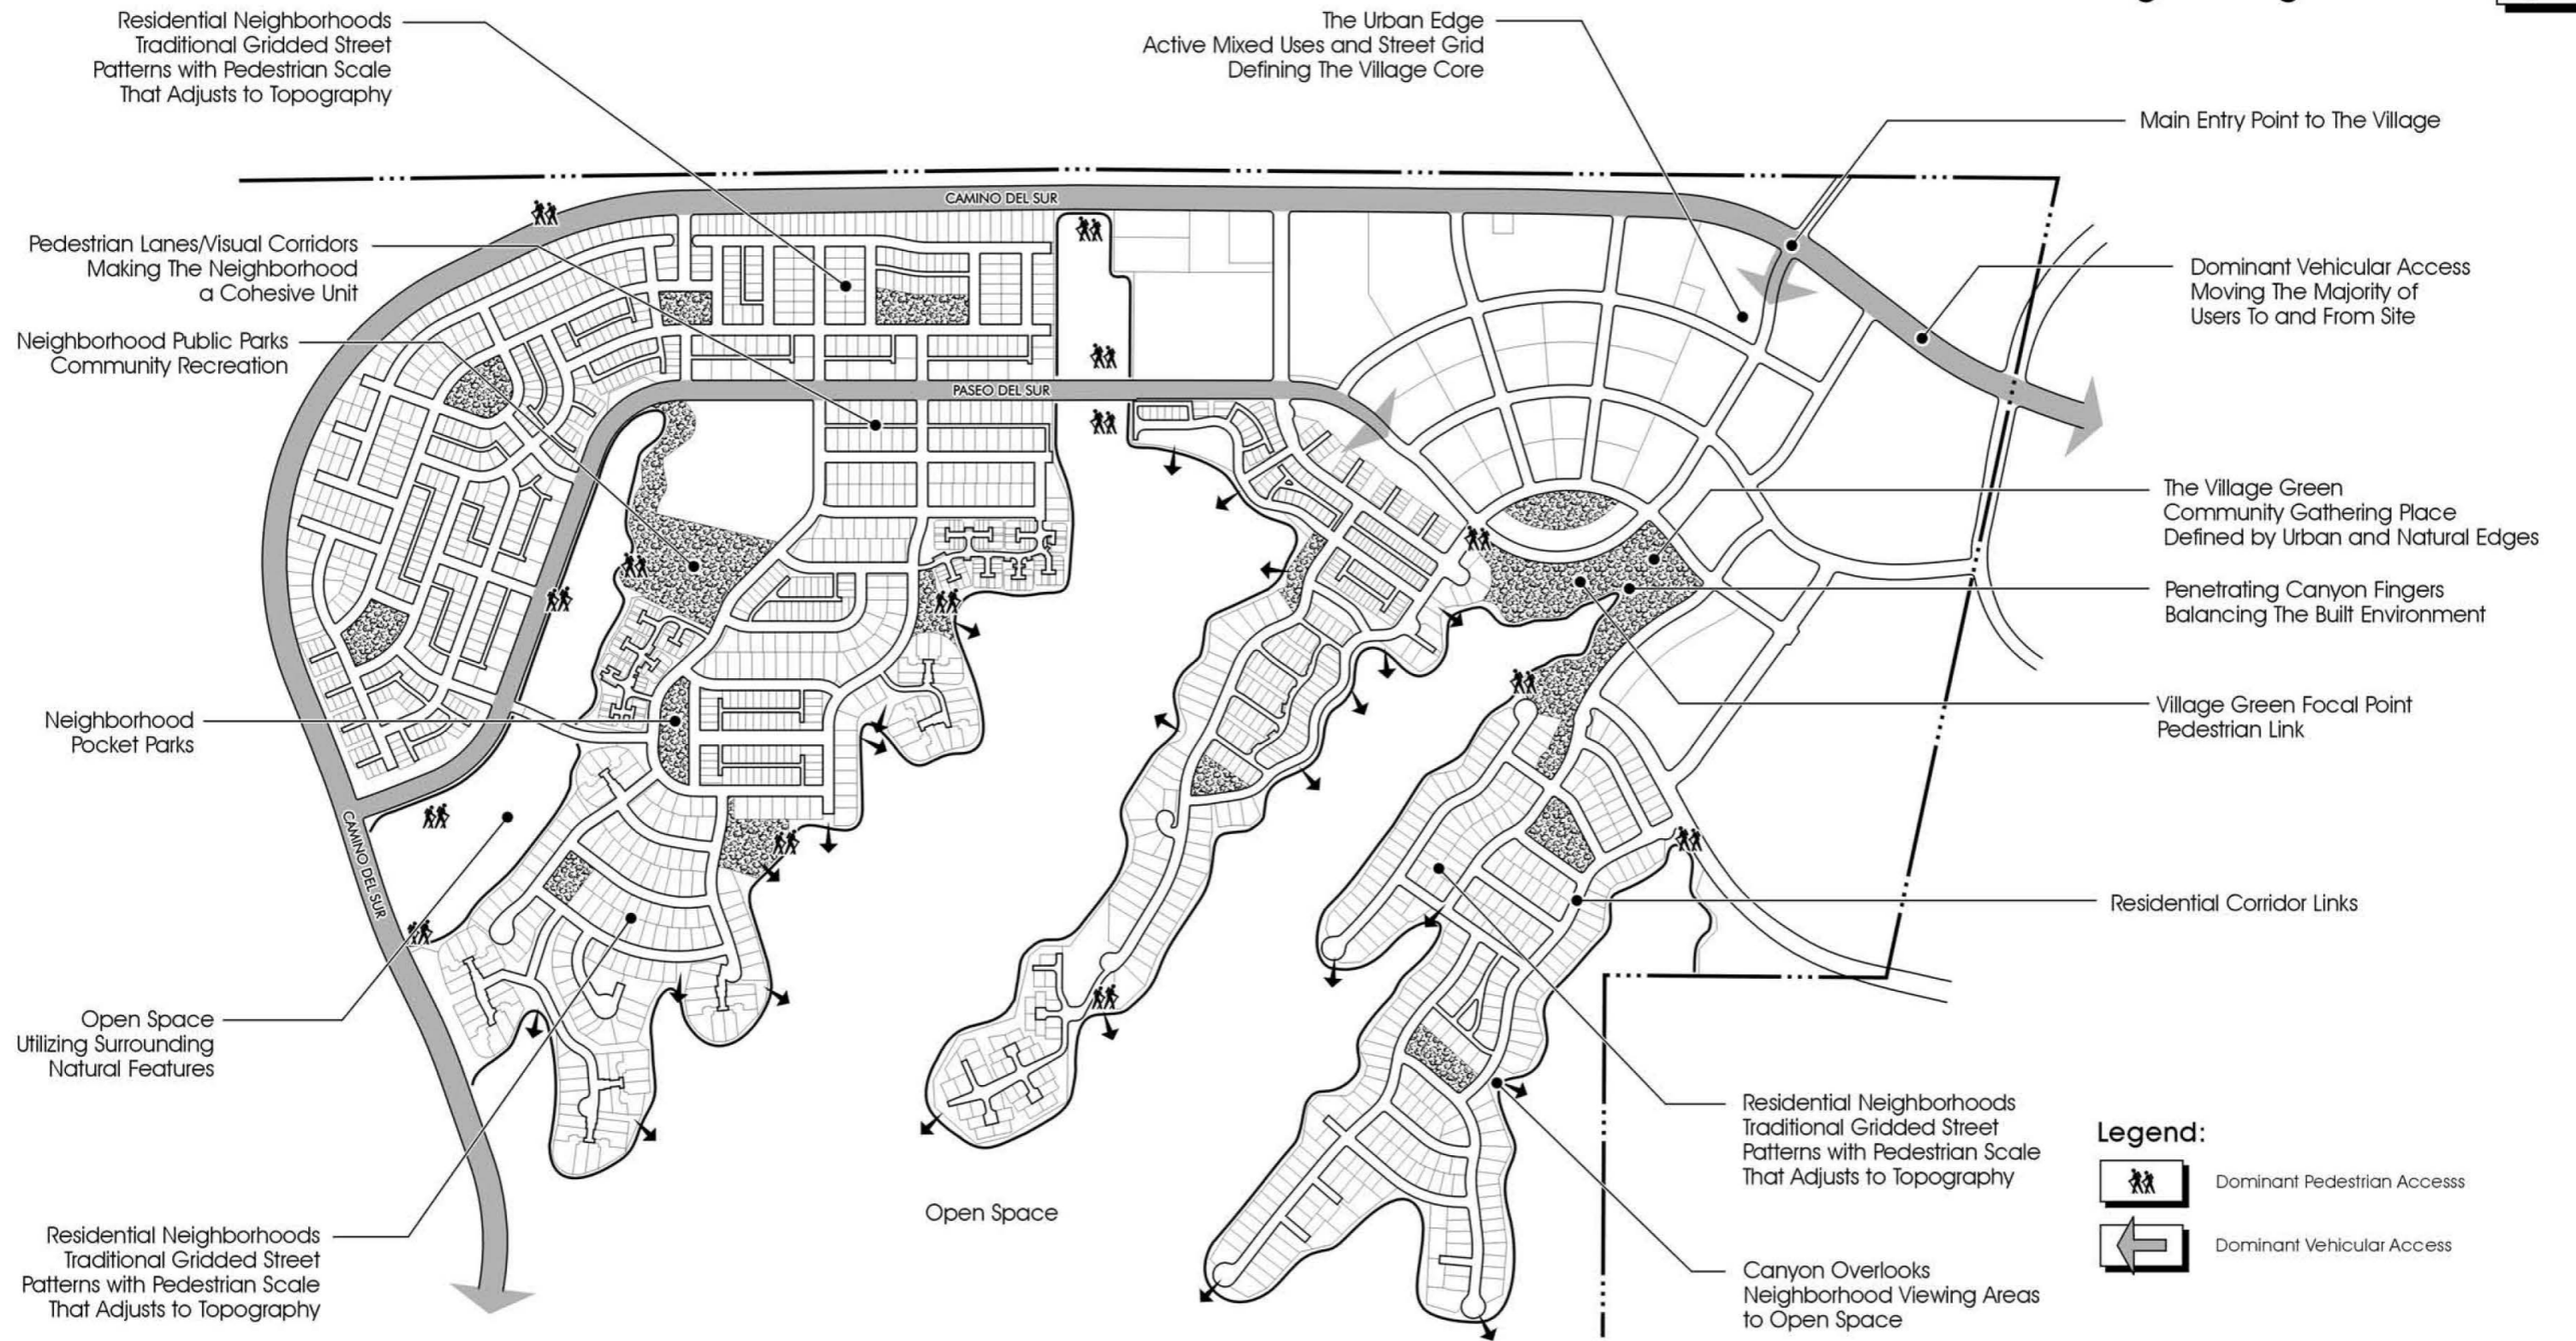 Residential Neighborhoods
Traditional Gridded Street
Patterns with Pedestrian Scale
That Adjusts to Topography
The Urban Edge
Active Mixed Uses and Street Grid
Defining The Village Core
Main Entry Point to The Village
CAMINO DEL SUR
Pedestrian Lanes/Visual Corridors
Making The Neighborhood
a Cohesive Unit
Dominant Vehicular Access
Moving The Majority of
Users To and From Site
Neighborhood Public Parks
Community Recreation
PASEO DEL SUR
The Village Green
Community Gathering Place
Defined by Urban and Natural Edges
Penetrating Canyon Fingers
Balancing The Built Environment
Neighborhood
Pocket Parks
Village Green Focal Point
Pedestrian Link
CAMINO DEL SUR
Residential Corridor Links
Open Space
Utilizing Surrounding
Natural Features
Residential Neighborhoods
Traditional Gridded Street
Patterns with Pedestrian Scale
That Adjusts to Topography
Open Space
Residential Neighborhoods
Traditional Gridded Street
Patterns with Pedestrian Scale
That Adjusts to Topography
Canyon Overlooks
Neighborhood Viewing Areas
to Open Space
Legend:
Dominant Pedestrian Accesss
Dominant Vehicular Access